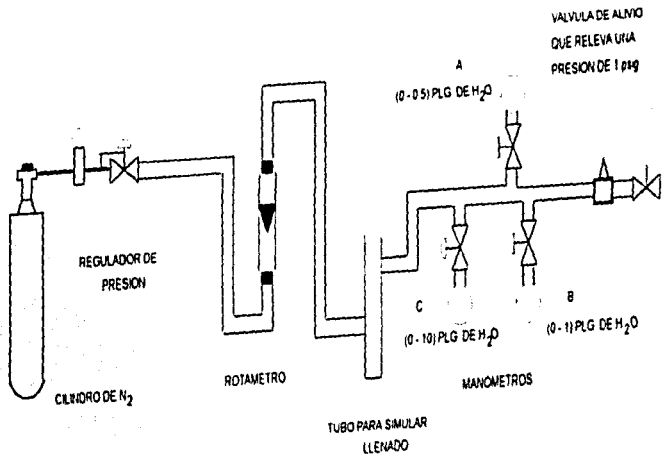 VALVULA DE ALIVIO
QUE RELEVA UNA
PRESION DE 1 psig
A
(0 - 0.5) PLG DE H2O
REGULADOR DE
PRESION
C
(0 - 10) PLG DE H2O
B
(0 - 1) PLG DE H2O
CILINDRO DE N2
ROTAMETRO
MANOMETROS
TUBO PARA SIMULAR
LLENADO